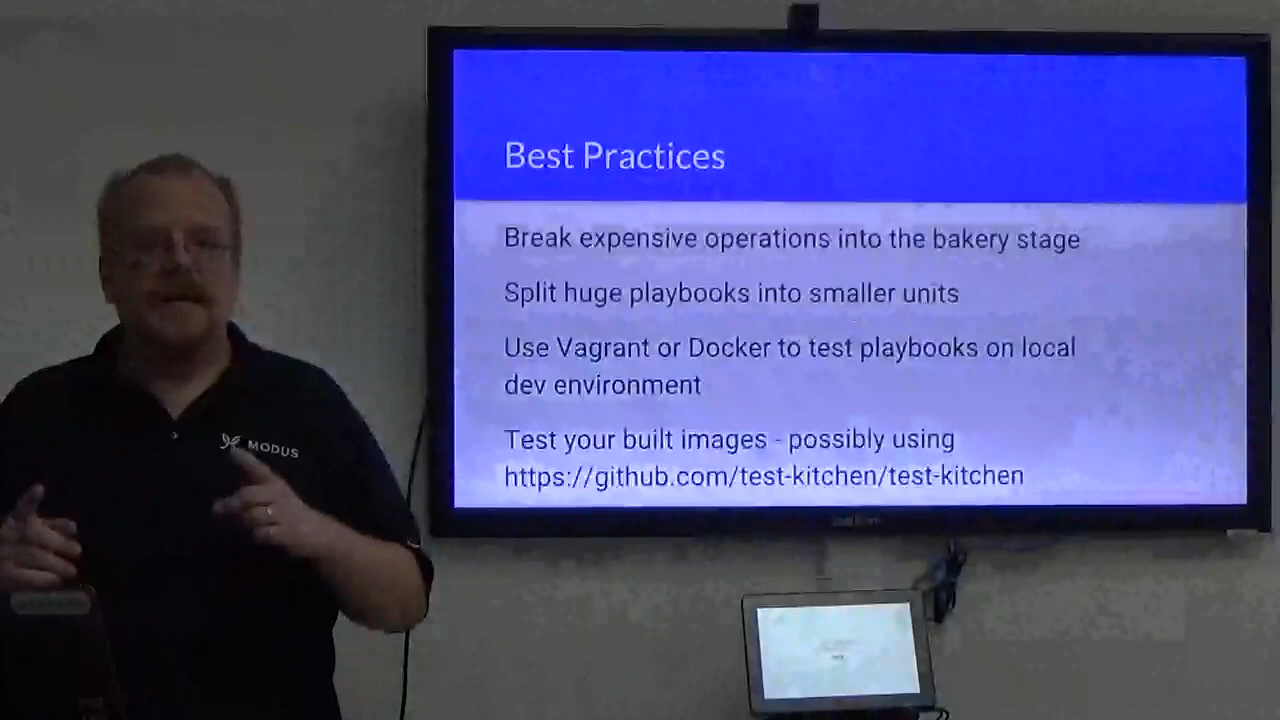 Best Practices
Break expensive operations into the bakery stage
Split huge playbooks into smaller units
Use Vagrant or Docker to test playbooks on local
dev environment
Test your built images - possibly using
https://github.com/test-kitchen/test-kitchen
MODUS